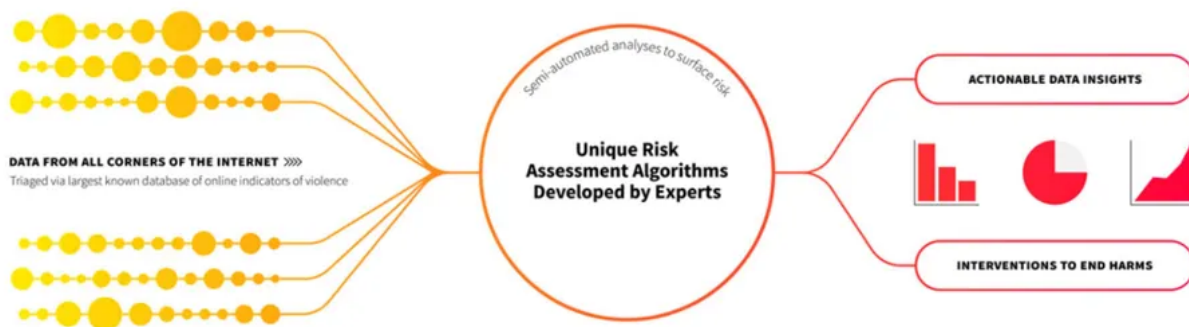 DATA FROM ALL CORNERS OF THE INTERNET >>>>
Triaged via largest known database of online indicators of violence
Semi-automated analyses to surface risk
Unique Risk
Assessment Algorithms
Developed by Experts
ACTIONABLE DATA INSIGHTS
INTERVENTIONS TO END HARMS